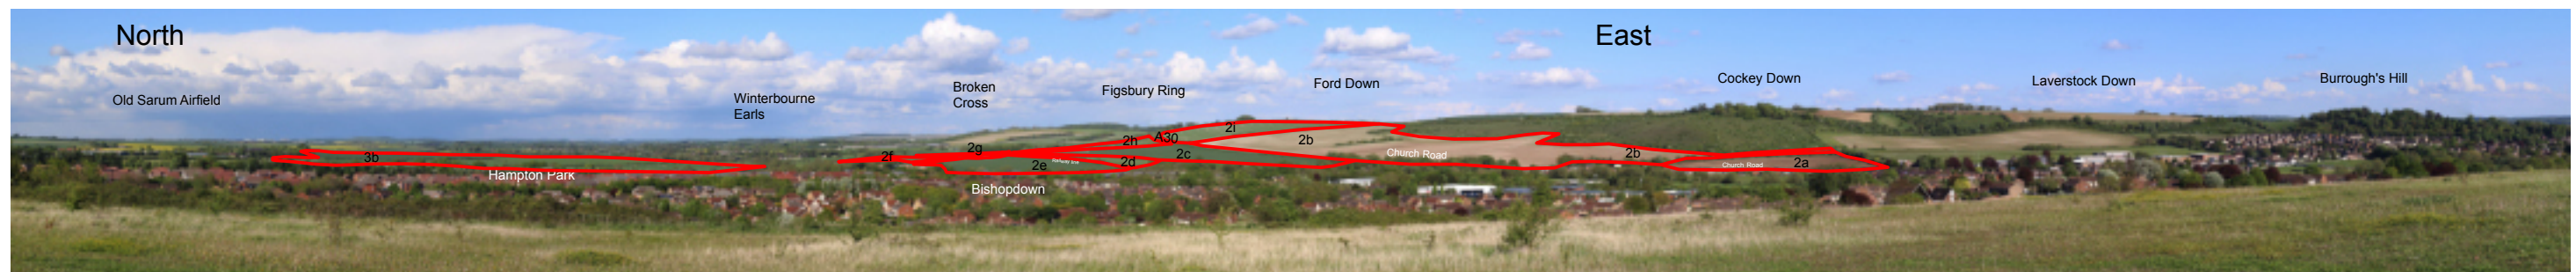 North
East
Old Sarum Airfield
Winterbourne
Earls
Broken
Cross
Figsbury Ring
Ford Down
Cockey Down
Laverstock Down
Burrough's Hill
3b
Hampton Park
2f
2g
2e
2h
A30
2i
2b
2d
2c
Church Road
2b
Church Road
2a
Bishopdown